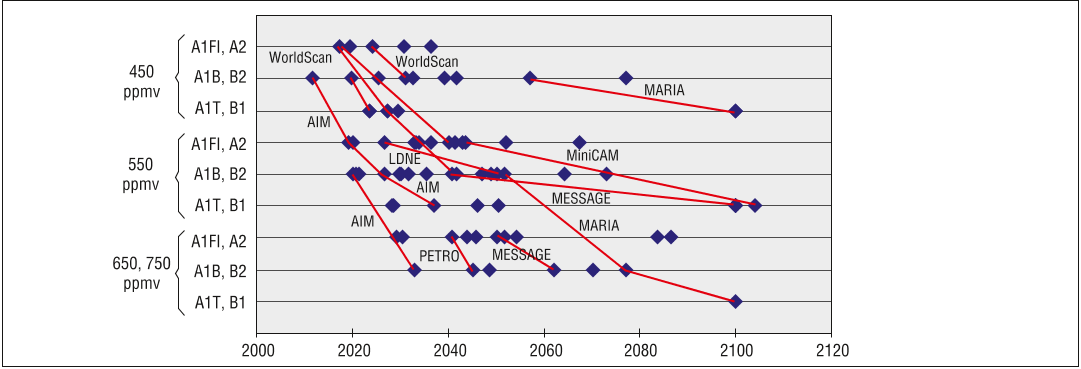 A1FI, A2
WorldScan
WorldScan
450
ppmv
A1B, B2
MARIA
A1T, B1
AIM
A1FI, A2
MiniCAM
LDNE
550
ppmv
A1B, B2
AIM
MESSAGE
A1T, B1
AIM
MARIA
A1FI, A2
PETRO
MESSAGE
650, 750
ppmv
A1B, B2
A1T, B1
2000 2020 2040 2060 2080 2100 2120